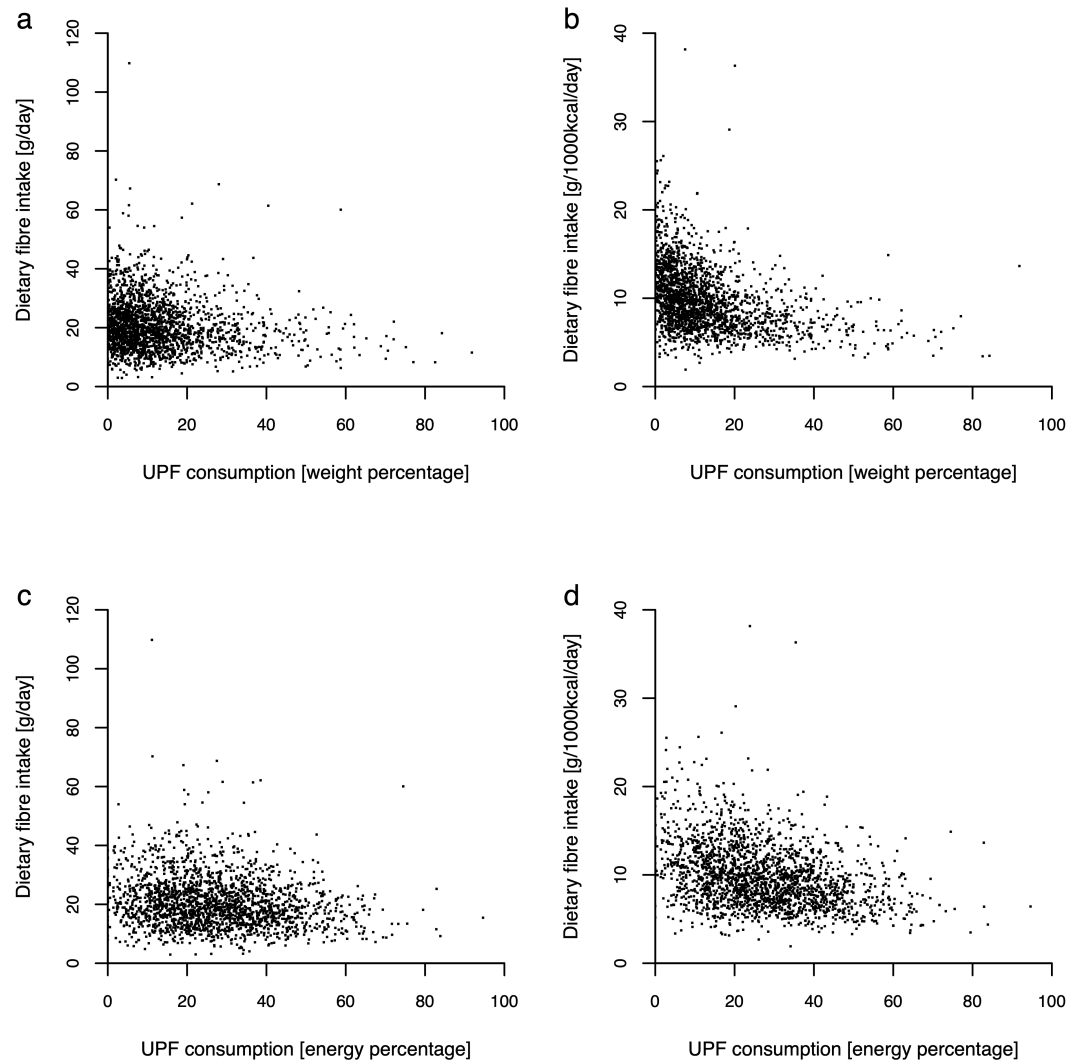 a
120
100
80
60
40
20
0
Dietary fibre intake [g/day]
0 20 40 60 80 100
UPF consumption [weight percentage]
b
40
30
20
10
0
Dietary fibre intake [g/1000kcal/day]
0 20 40 60 80 100
UPF consumption [weight percentage]
c
120
100
80
60
40
20
0
Dietary fibre intake [g/day]
0 20 40 60 80 100
UPF consumption [energy percentage]
d
40
30
20
10
0
Dietary fibre intake [g/1000kcal/day]
0 20 40 60 80 100
UPF consumption [energy percentage]